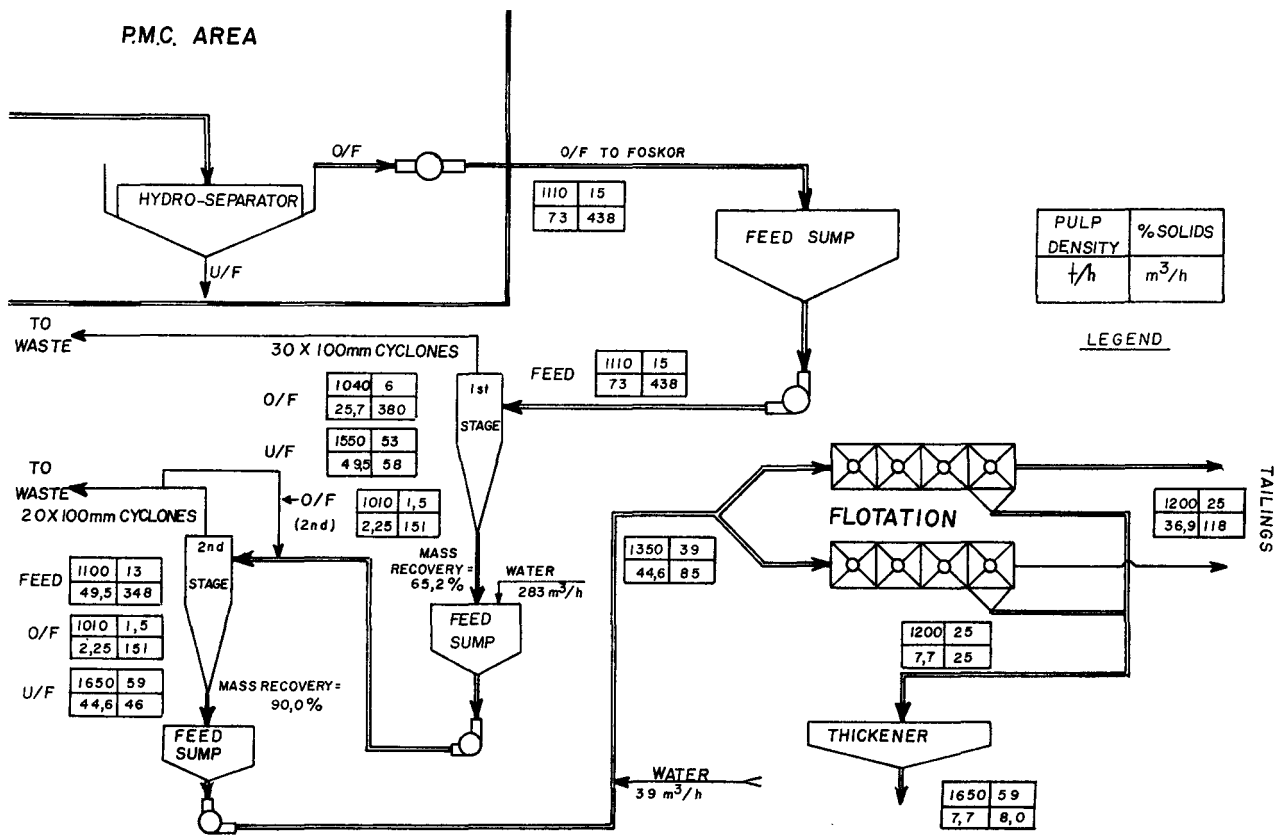 P.M.C. AREA
O/F
O/F TO FOSKOR
1110 15
73 438
HYDRO-SEPARATOR
U/F
FEED SUMP
PULP DENSITY % SOLIDS
t/h m³/h
LEGEND
TO WASTE
30 X 100mm CYCLONES
FEED
1110 15
73 438
O/F
1040 6
25,7 380
1st STAGE
U/F
1550 53
49,5 58
TO WASTE
20 X 100mm CYCLONES
O/F (2nd)
1010 1,5
2,25 151
FLOTATION
TAILINGS
1200 25
36,9 118
2nd STAGE
FEED
1100 13
49,5 348
MASS RECOVERY = 65,2%
WATER
283 m³/h
1350 39
44,6 85
FEED SUMP
O/F
1010 1,5
2,25 151
1200 25
7,7 25
U/F
1650 59
44,6 46
MASS RECOVERY = 90,0%
FEED SUMP
THICKENER
WATER
39 m³/h
1650 59
7,7 8,0